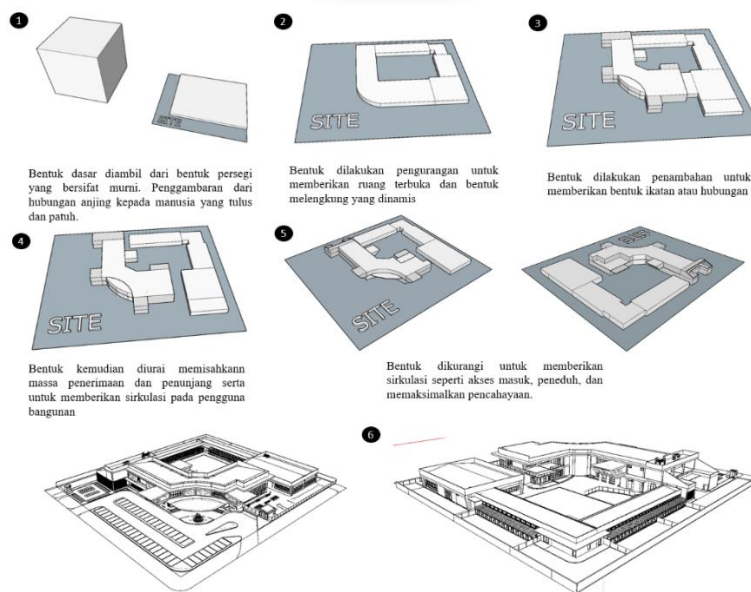 1
2
3
SITE
SITE
SITE
Bentuk dasar diambil dari bentuk persegi
yang bersifat murni. Penggambaran dari
hubungan anjing kepada manusia yang tulus
dan patuh.
Bentuk dilakukan pengurangan untuk
memberikan ruang terbuka dan bentuk
melengkung yang dinamis
Bentuk dilakukan penambahan untuk
memberikan bentuk ikatan atau hubungan
4
5
SITE
SITE
SITE
Bentuk kemudian diurai memisahkann
massa penerimaan dan penunjang serta
untuk memberikan sirkulasi pada pengguna
bangunan
Bentuk dikurangi untuk memberikan
sirkulasi seperti akses masuk, peneduh, dan
memaksimalkan pencahayaan.
6